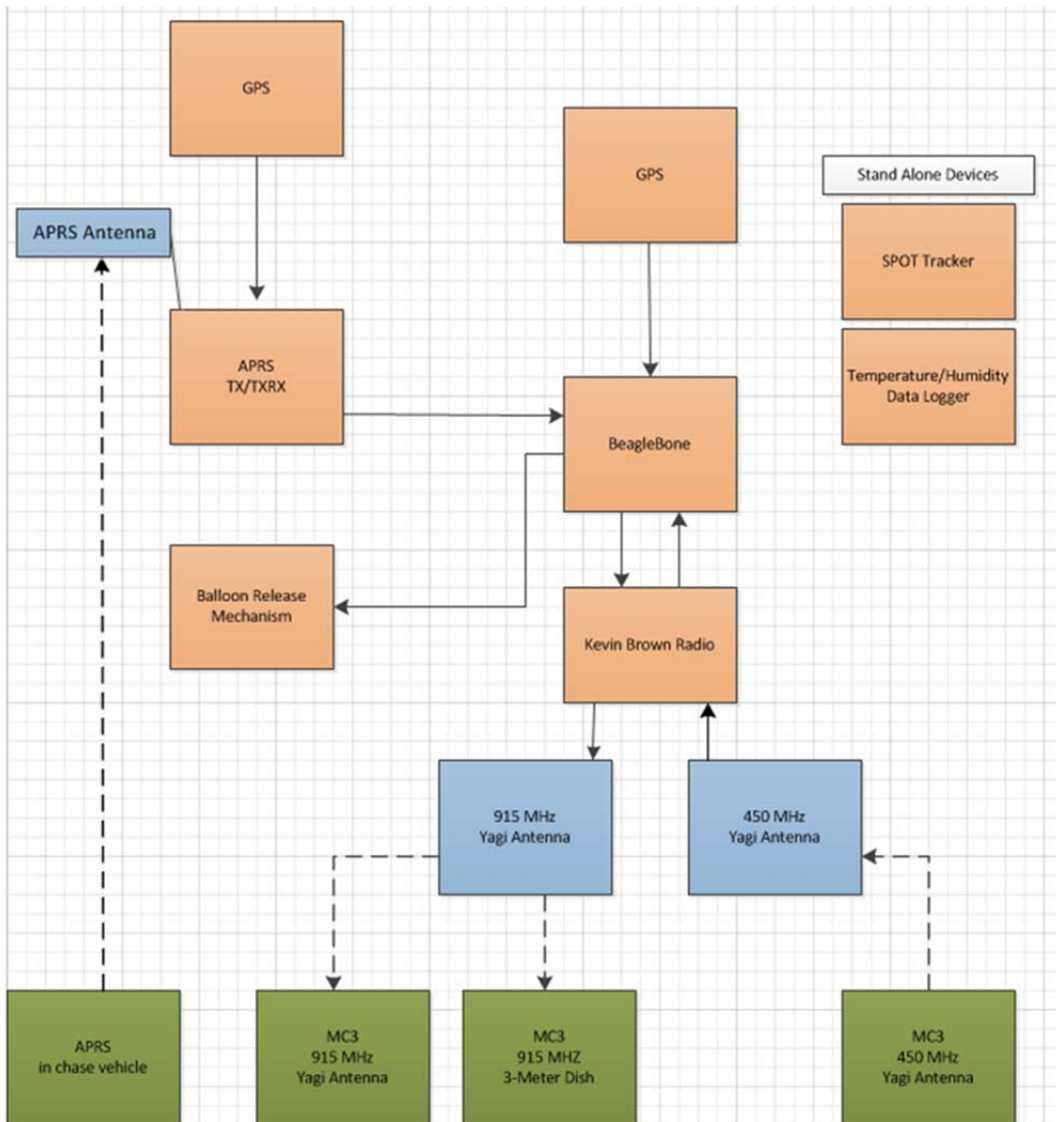 GPS
GPS
Stand Alone Devices
APRS Antenna
SPOT Tracker
APRS
TX/TXRX
Temperature/Humidity
Data Logger
BeagleBone
Balloon Release
Mechanism
Kevin Brown Radio
915 MHz
Yagi Antenna
450 MHz
Yagi Antenna
APRS
in chase vehicle
MC3
915 MHz
Yagi Antenna
MC3
915 MHZ
3-Meter Dish
MC3
450 MHz
Yagi Antenna